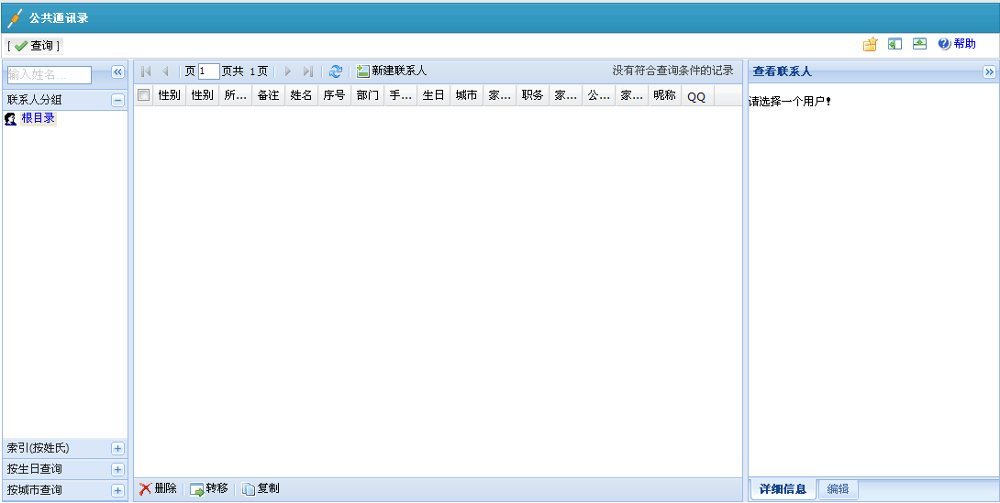 公共通讯录
[ 查询 ]
帮助
输入姓名...
联系人分组
根目录
索引(按姓氏)
按生日查询
按城市查询
页 1 页共 1 页 新建联系人 没有符合查询条件的记录
性别 性别 所... 备注 姓名 序号 部门 手... 生日 城市 家... 职务 家... 公... 家... 昵称 QQ
删除 转移 复制
查看联系人
请选择一个用户!
详细信息 编辑